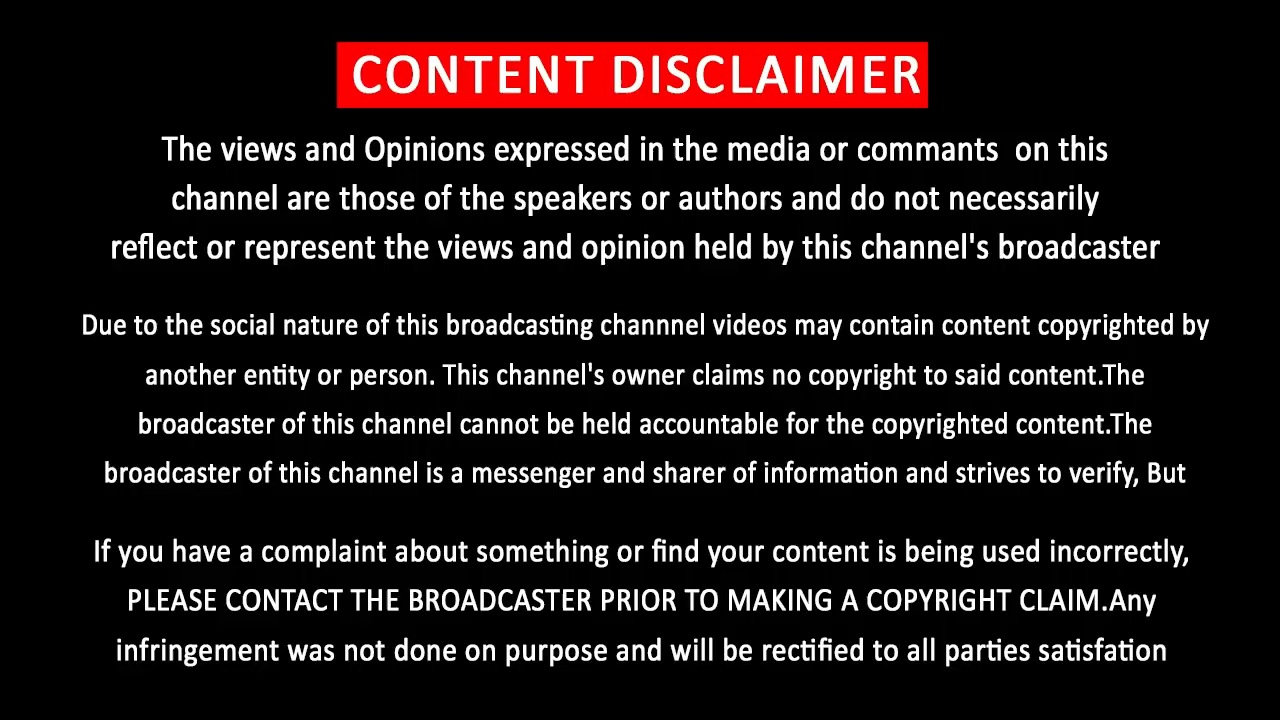 CONTENT DISCLAIMER
The views and Opinions expressed in the media or commants on this
channel are those of the speakers or authors and do not necessarily
reflect or represent the views and opinion held by this channel's broadcaster
Due to the social nature of this broadcasting channnel videos may contain content copyrighted by
another entity or person. This channel's owner claims no copyright to said content.The
broadcaster of this channel cannot be held accountable for the copyrighted content.The
broadcaster of this channel is a messenger and sharer of information and strives to verify, But
If you have a complaint about something or find your content is being used incorrectly,
PLEASE CONTACT THE BROADCASTER PRIOR TO MAKING A COPYRIGHT CLAIM.Any
infringement was not done on purpose and will be rectified to all parties satisfation